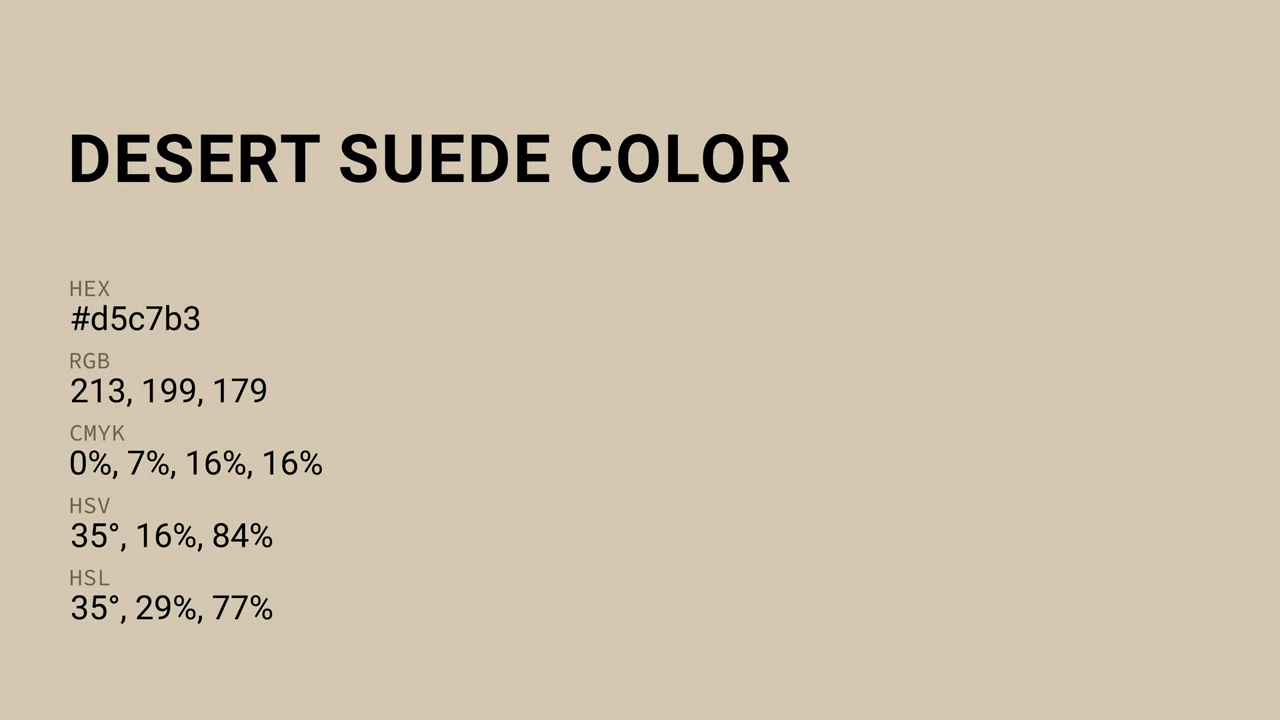 DESERT SUEDE COLOR
HEX
#d5c7b3
RGB
213, 199, 179
CMYK
0%, 7%, 16%, 16%
HSV
35°, 16%, 84%
HSL
35°, 29%, 77%